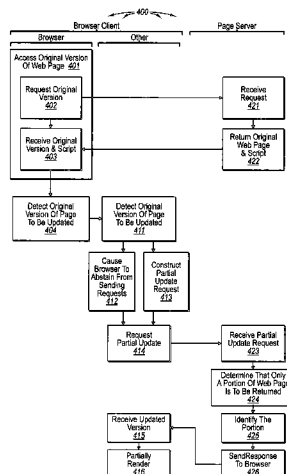 400
Browser Client
Page Server
Browser
Other
Access Original Version
Of Web Page 401
Request Original
Version
402
Receive
Request
421
Receive Original
Version & Script
403
Return Original
Web Page
& Script
422
Detect Original
Version Of Page
To Be Updated
404
Detect Original
Version Of Page
To Be Updated
411
Cause
Browser To
Abstain From
Sending
Requests
412
Construct
Partial
Update
Request
413
Request
Partial Update
414
Receive Partial
Update Request
423
Determine That Only
A Portion Of Web Page
Is To Be Returned
424
Receive Updated
Version
415
Identify The
Portion
425
Partially
Render
416
SendResponse
To Browser
426